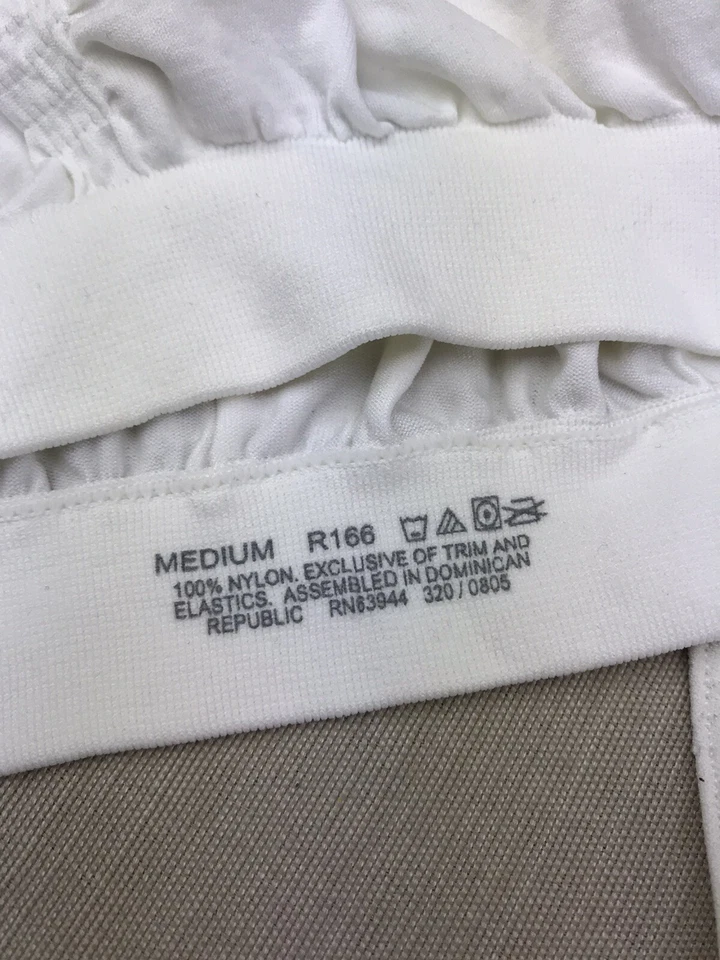 MEDIUM R166
100% NYLON. EXCLUSIVE OF TRIM AND
ELASTICS. ASSEMBLED IN DOMINICAN
REPUBLIC RN63944 320 / 0805